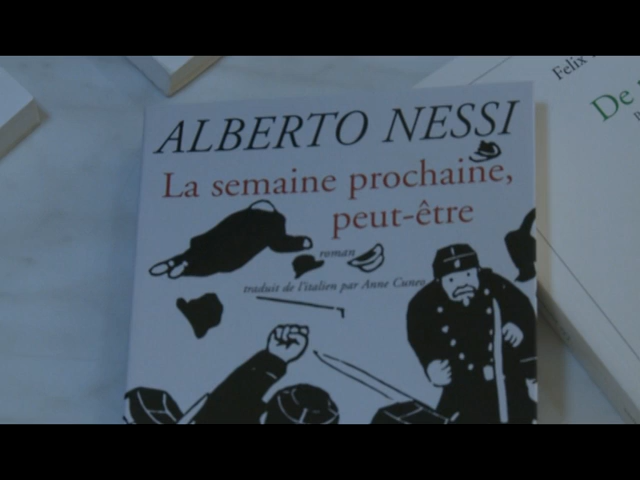 ALBERTO NESSI
La semaine prochaine,
peut-être
roman
traduit de l'italien par Anne Cuneo
Felix
De